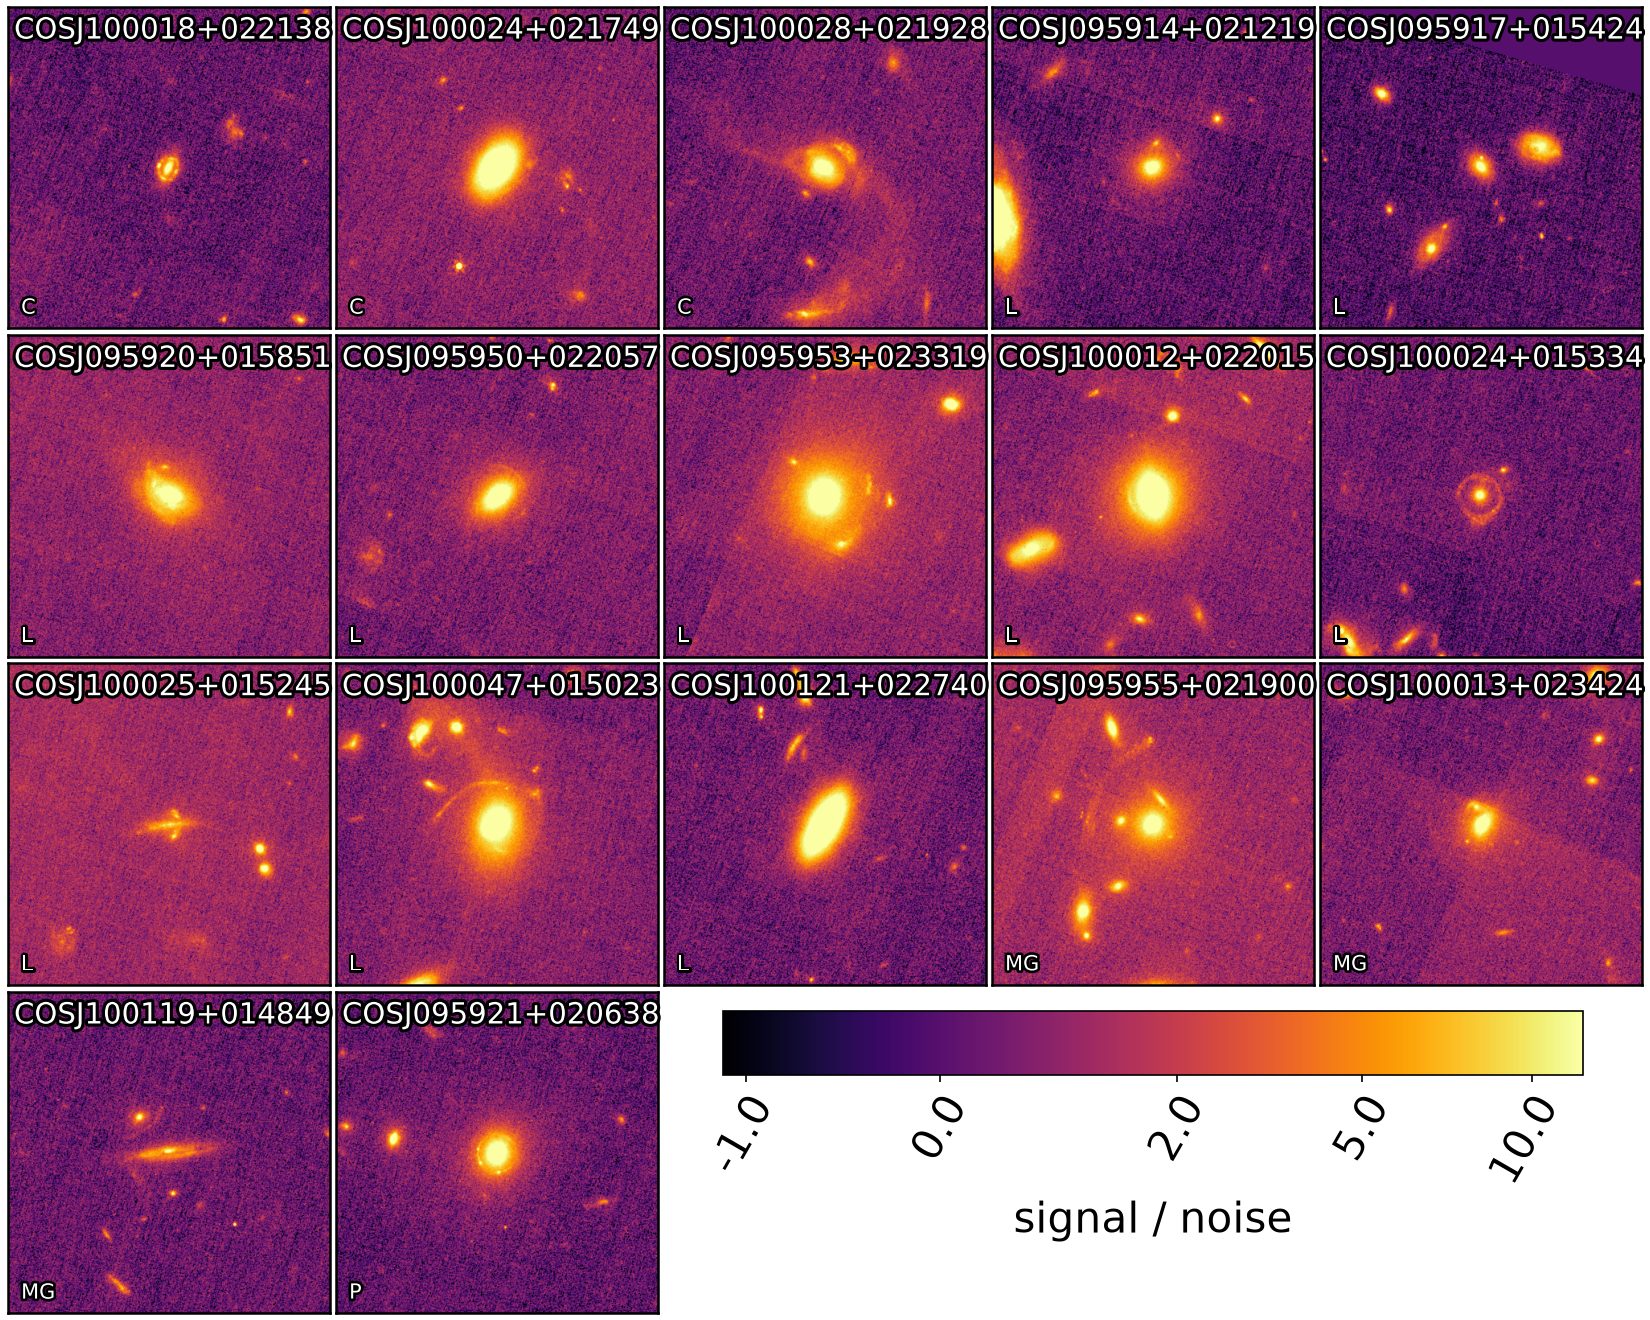 COSJ100018+022138
COSJ100024+021749
COSJ100028+021928
COSJ095914+021219
COSJ095917+015424
C
C
C
L
L
COSJ095920+015851
COSJ095950+022057
COSJ095953+023319
COSJ100012+022015
COSJ100024+015334
L
L
L
L
L
COSJ100025+015245
COSJ100047+015023
COSJ100121+022740
COSJ095955+021900
COSJ100013+023424
L
L
L
MG
MG
COSJ100119+014849
COSJ095921+020638
MG
P
-1.0
0.0
2.0
5.0
10.0
signal / noise